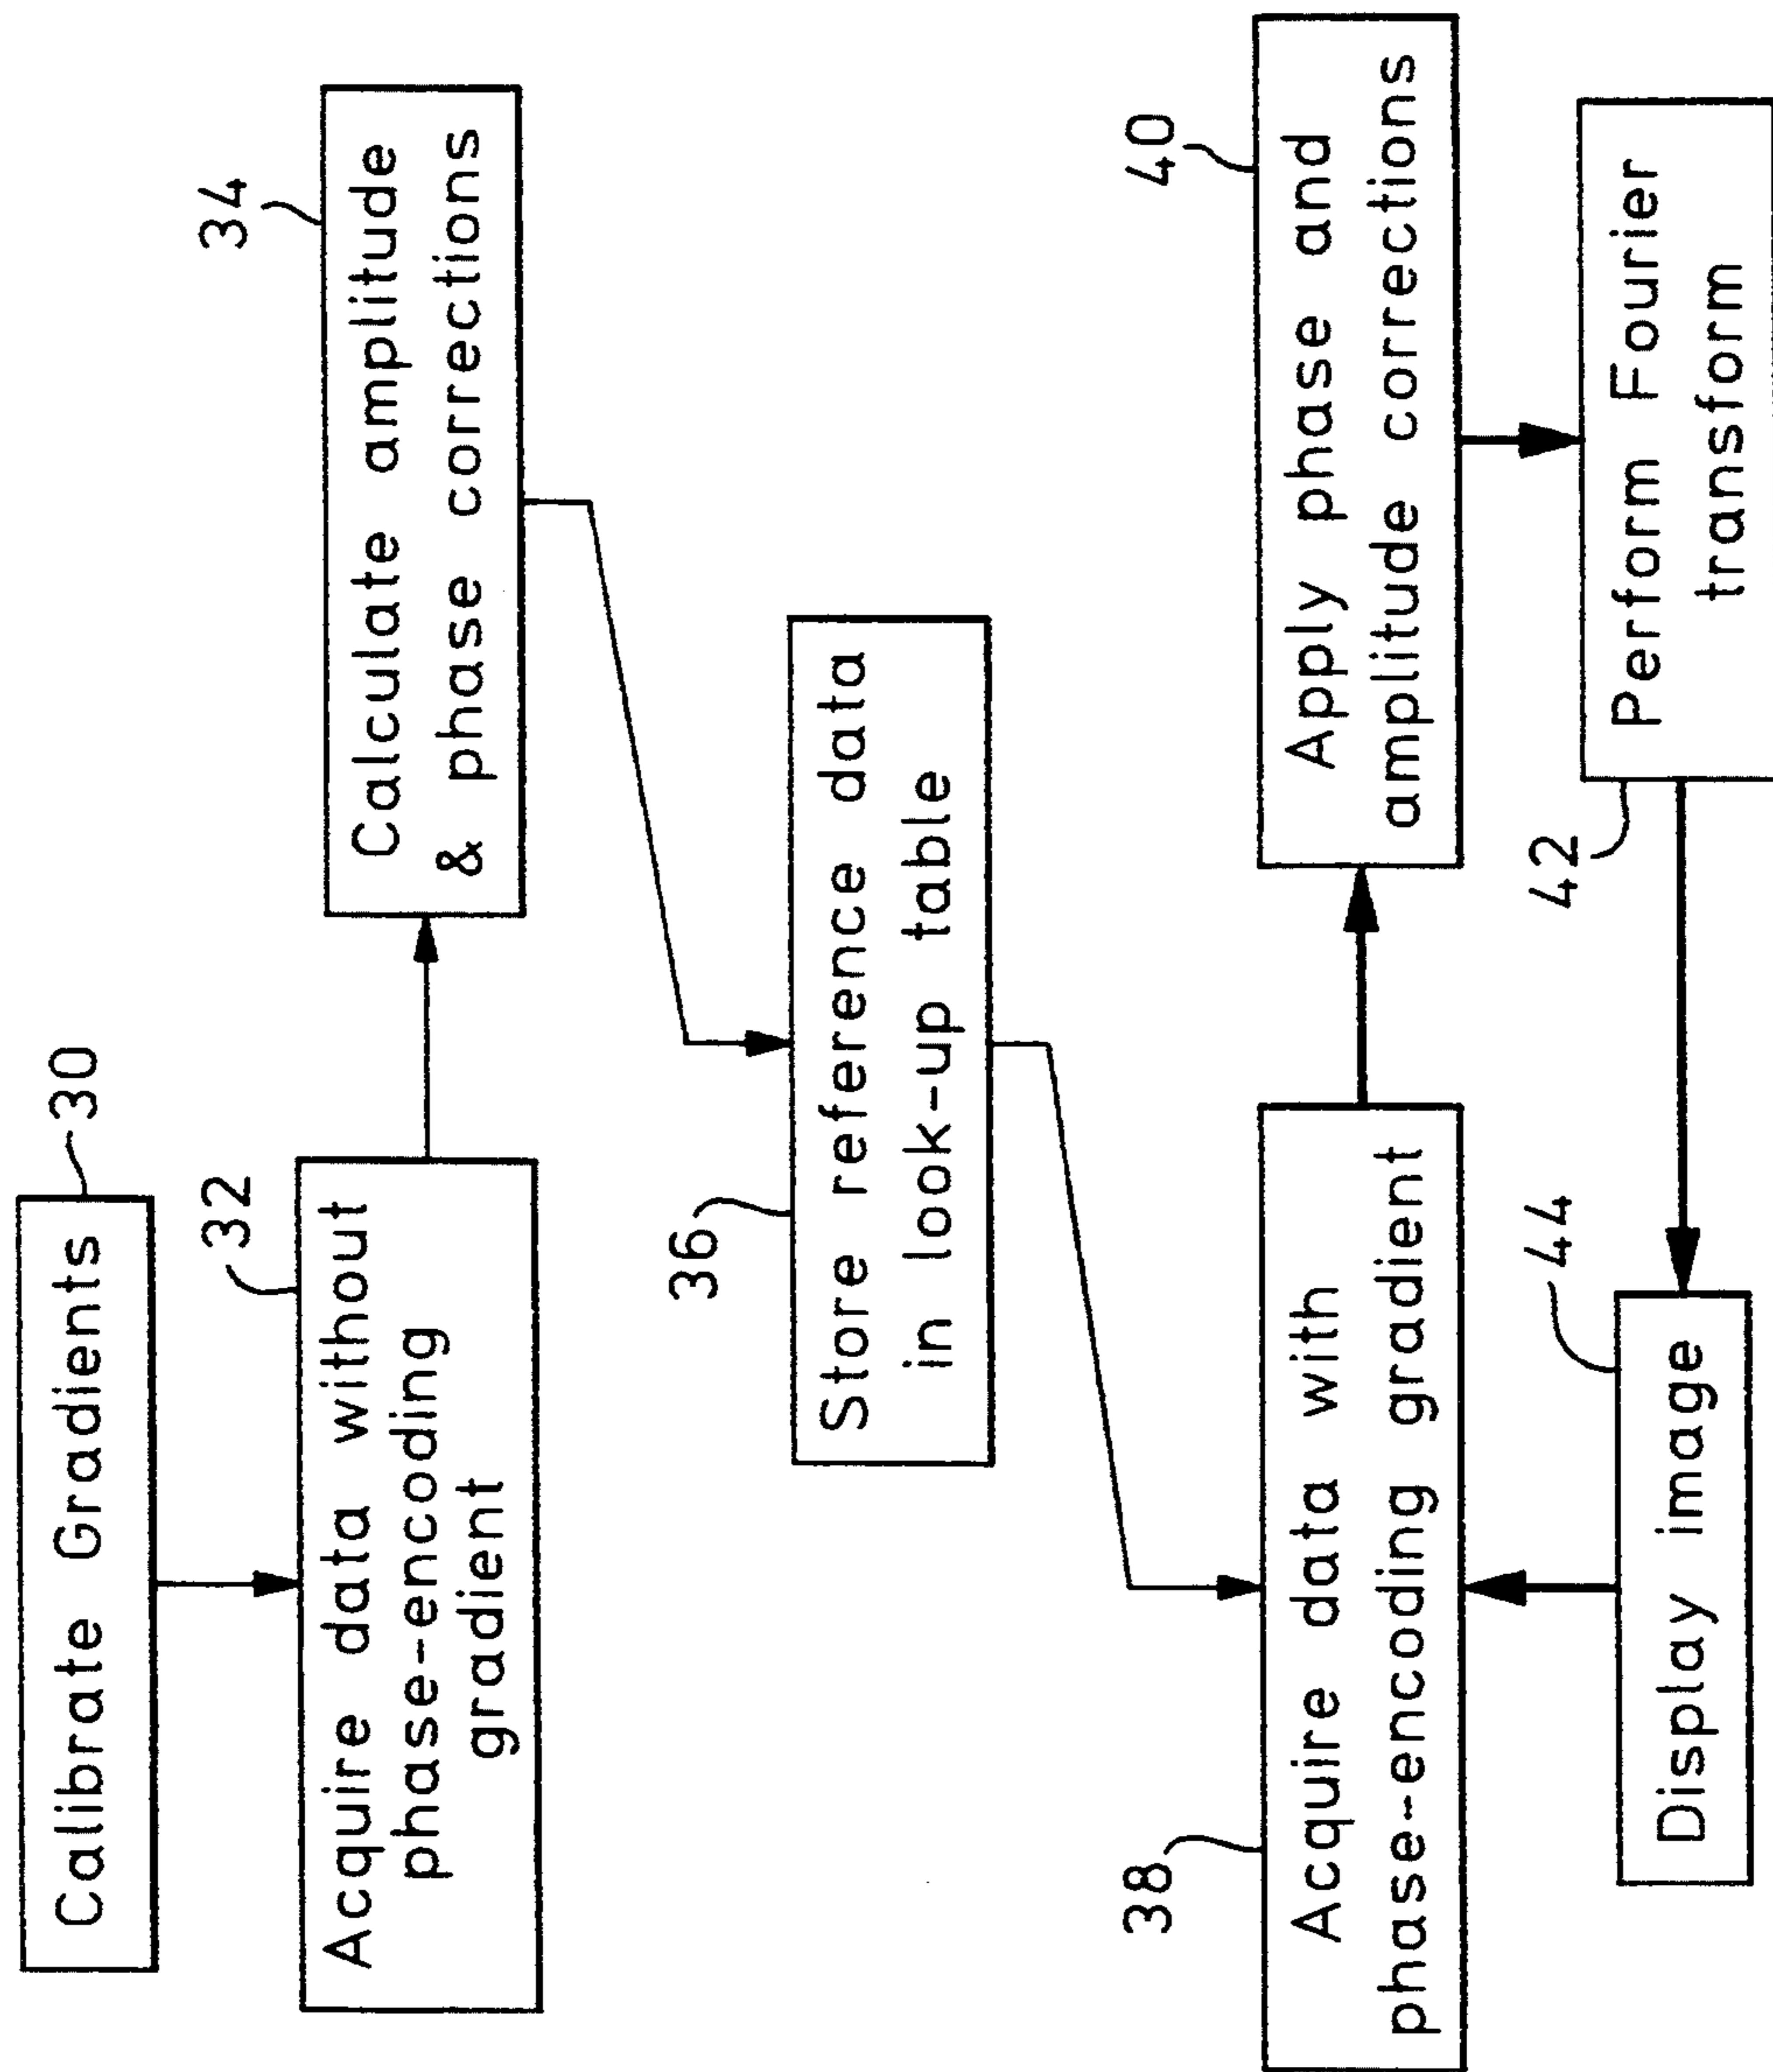 Calibrate Gradients
30
32
Acquire data without
phase-encoding
gradient
34
Calculate amplitude
& phase corrections
36
Store reference data
in look-up table
38
Acquire data with
phase-encoding gradient
40
Apply phase and
amplitude corrections
42
Perform Fourier
transform
44
Display image